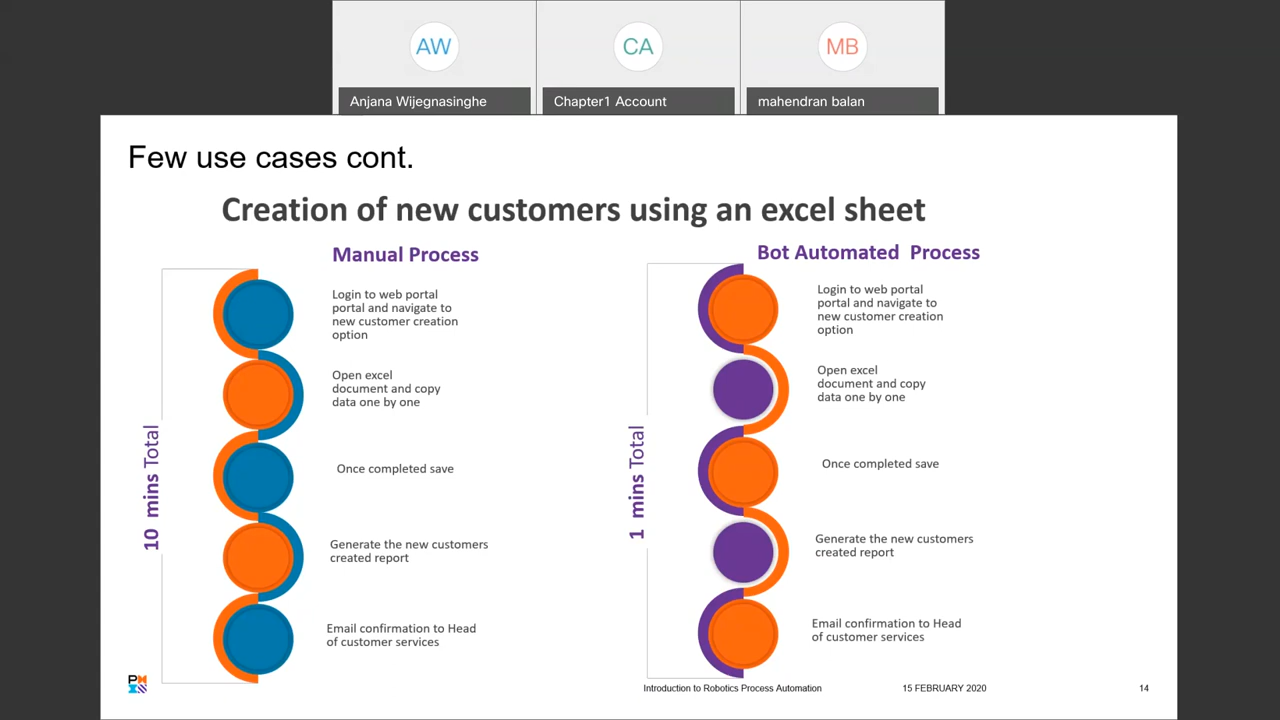 AW
CA
MB
Anjana Wijegnasinghe
Chapter1 Account
mahendran balan
Few use cases cont.
Creation of new customers using an excel sheet
Manual Process
Login to web portal
portal and navigate to
new customer creation
option
Open excel
document and copy
data one by one
Once completed save
Generate the new customers
created report
Email confirmation to Head
of customer services
10 mins Total
Bot Automated Process
Login to web portal
portal and navigate to
new customer creation
option
Open excel
document and copy
data one by one
Once completed save
Generate the new customers
created report
Email confirmation to Head
of customer services
1 mins Total
Introduction to Robotics Process Automation
15 FEBRUARY 2020
14